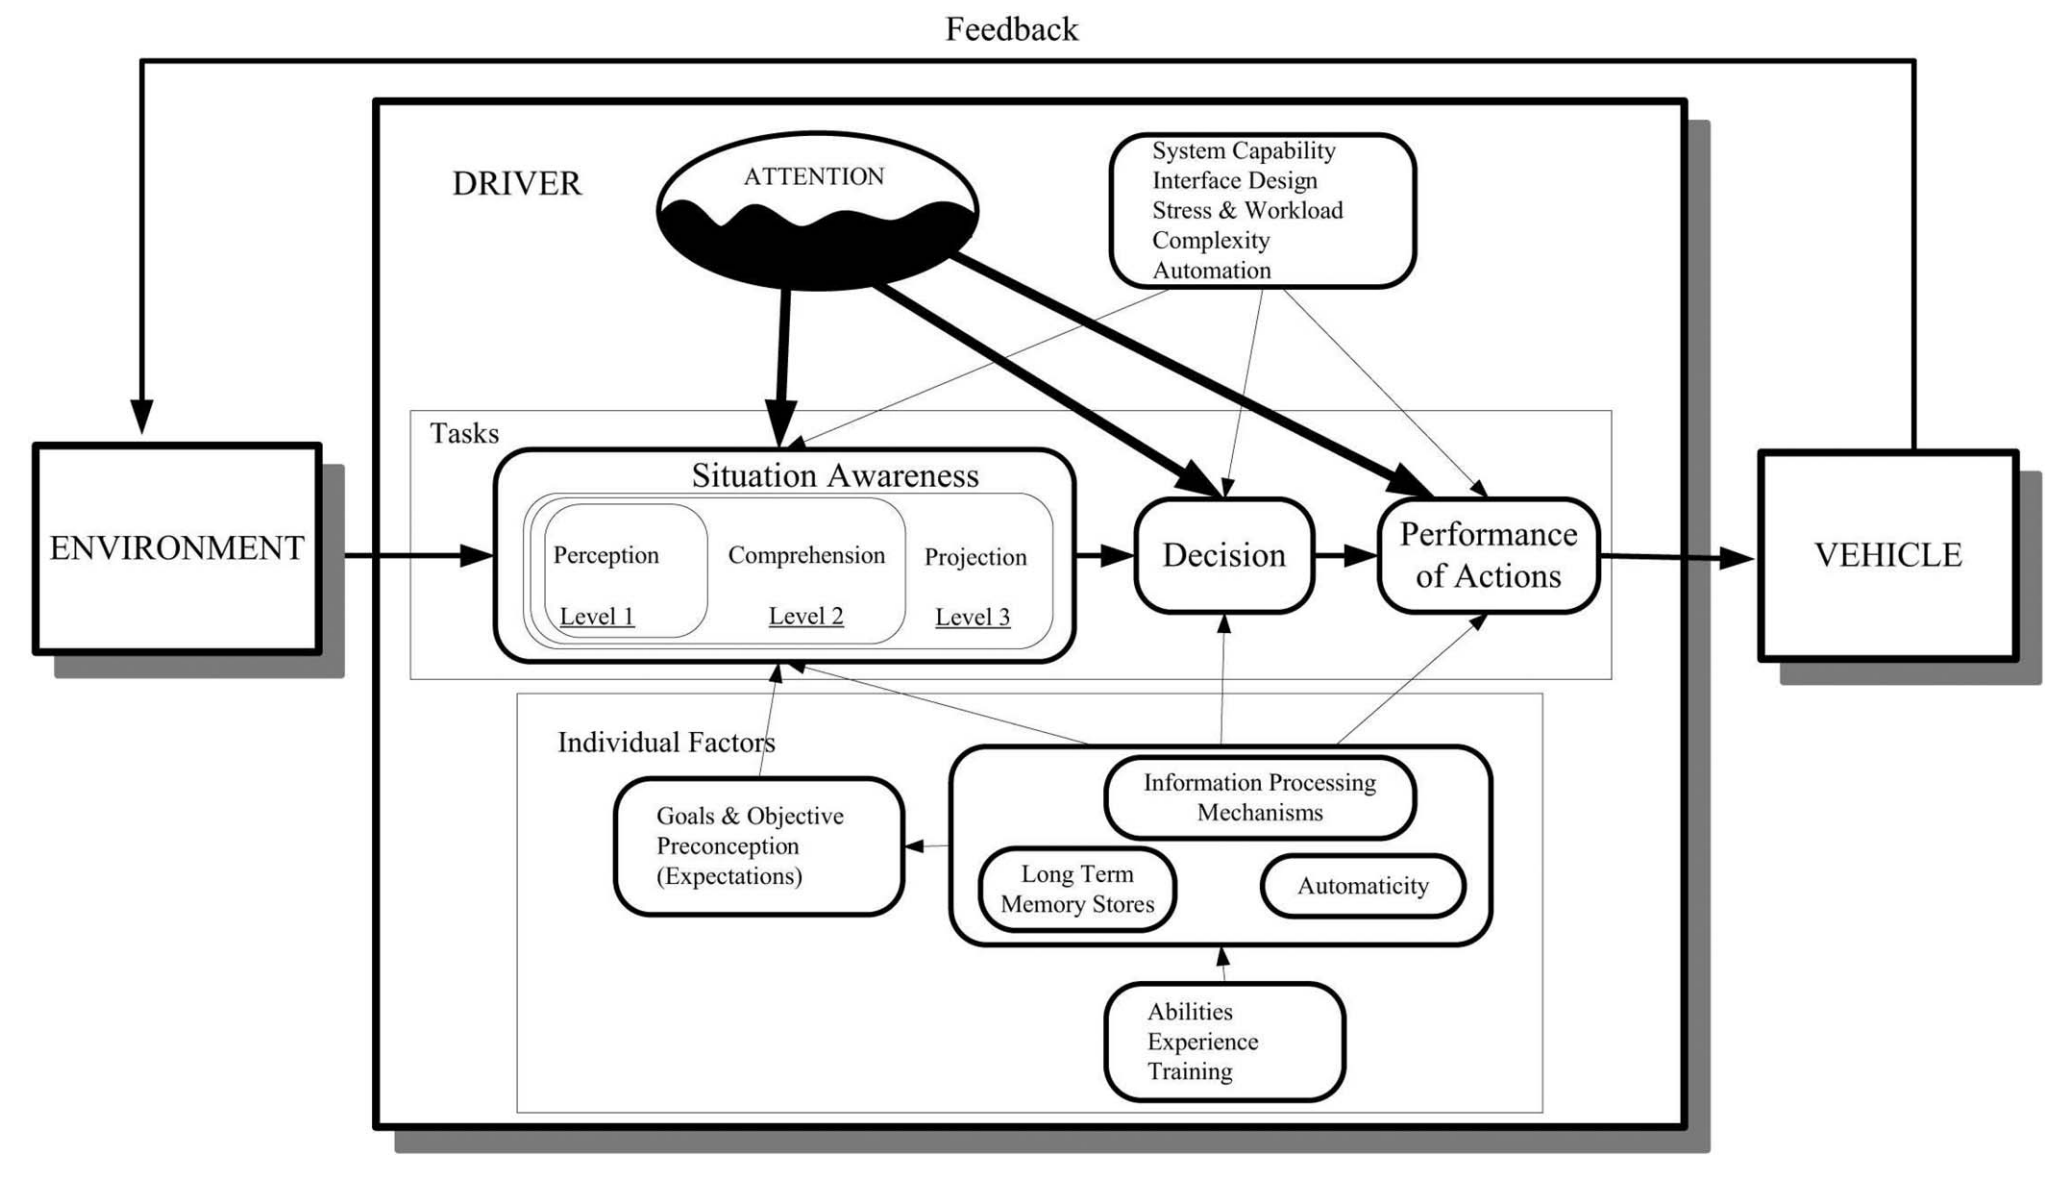 Feedback
DRIVER
ATTENTION
System Capability
Interface Design
Stress & Workload
Complexity
Automation
Tasks
Situation Awareness
Perception
Level 1
Comprehension
Level 2
Projection
Level 3
Decision
Performance
of Actions
ENVIRONMENT
VEHICLE
Individual Factors
Goals & Objective
Preconception
(Expectations)
Information Processing
Mechanisms
Long Term
Memory Stores
Automaticity
Abilities
Experience
Training